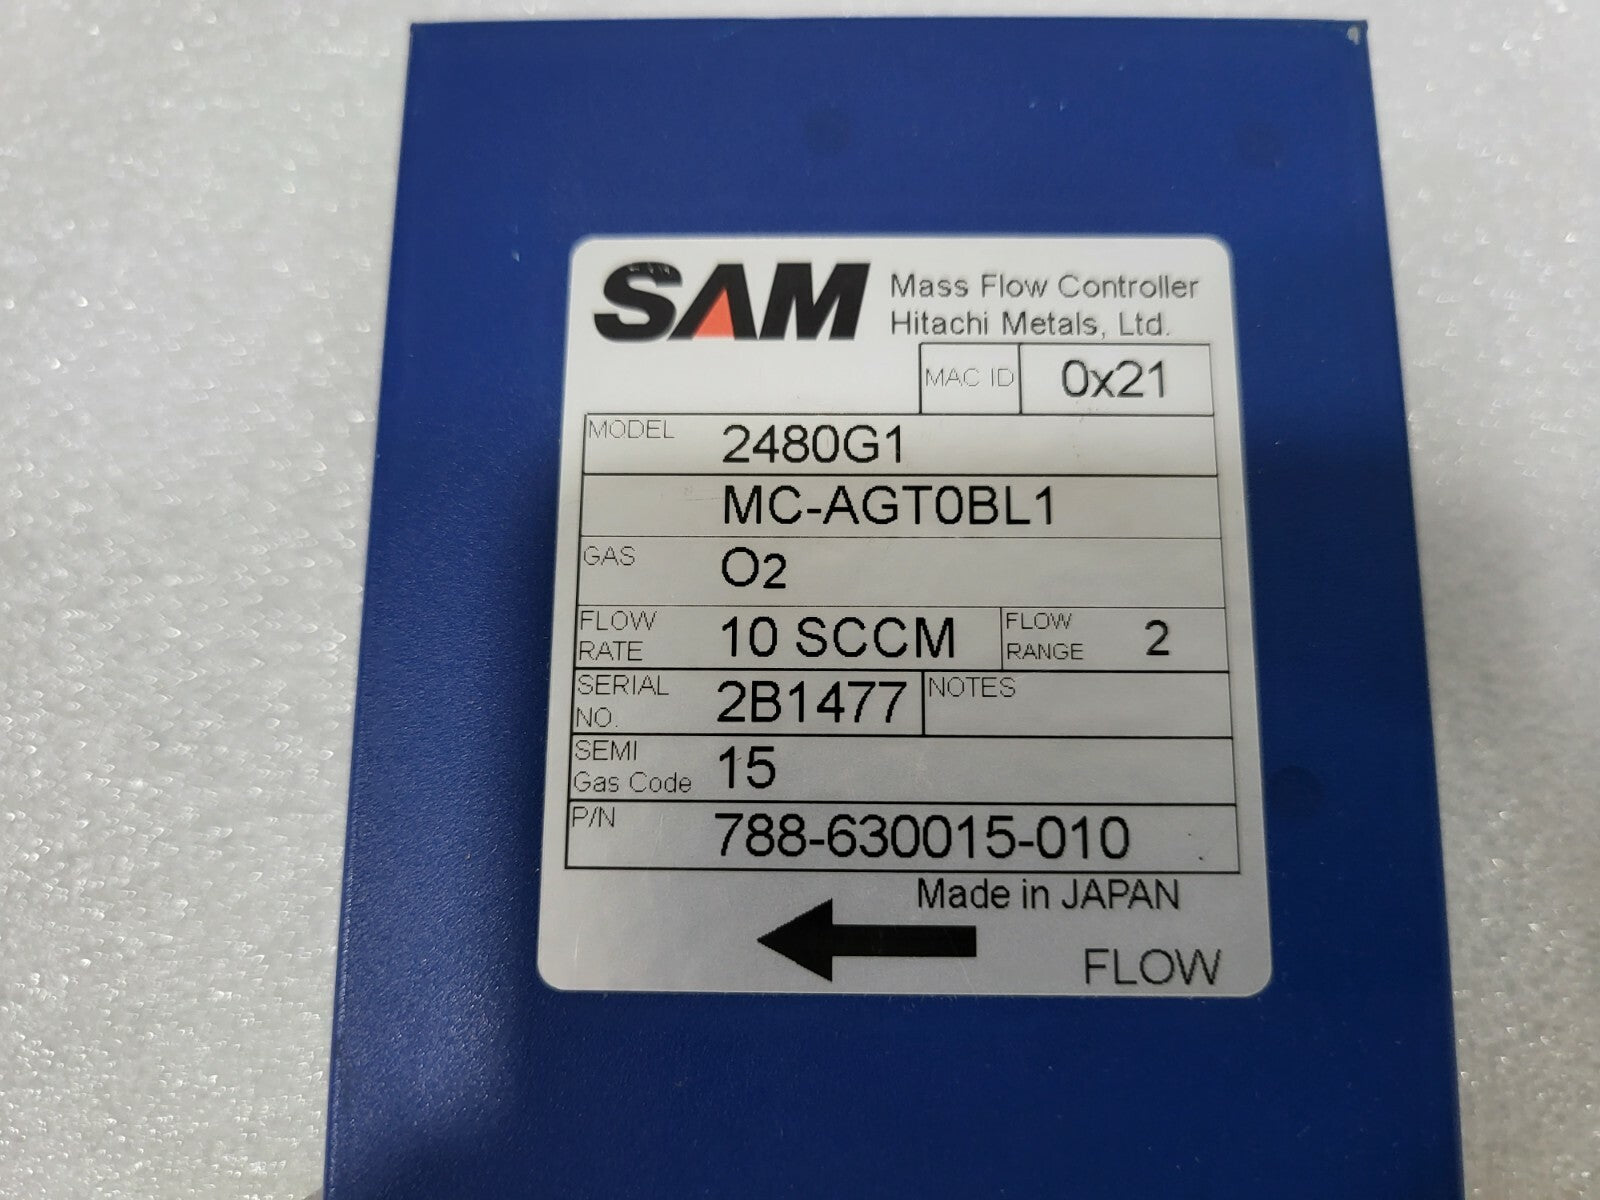 SAM Mass Flow Controller
Hitachi Metals, Ltd.
MAC ID 0x21
MODEL 2480G1
MC-AGT0BL1
GAS O2
FLOW RATE 10 SCCM FLOW RANGE 2
SERIAL NO. 2B1477 NOTES
SEMI Gas Code 15
P/N 788-630015-010
Made in JAPAN
FLOW